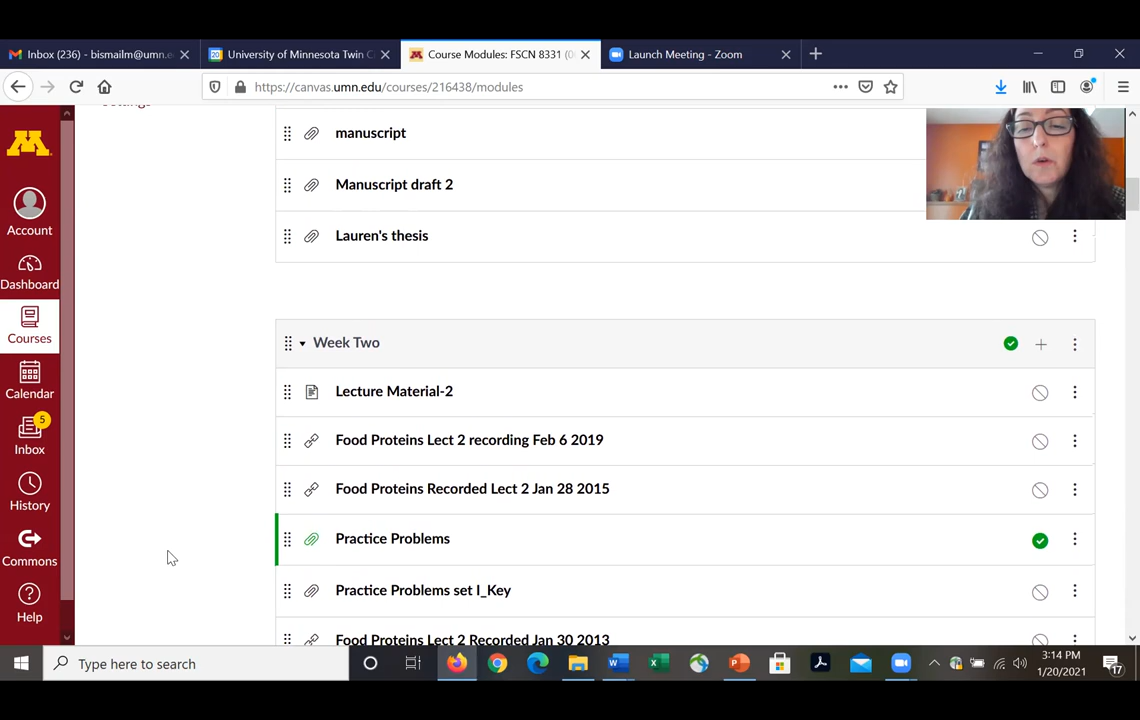 Inbox (236) - bismailm@umn.e
University of Minnesota Twin C
Course Modules: FSCN 8331 (0
Launch Meeting - Zoom
https://canvas.umn.edu/courses/216438/modules
manuscript
Manuscript draft 2
Lauren's thesis
Week Two
Lecture Material-2
Food Proteins Lect 2 recording Feb 6 2019
Food Proteins Recorded Lect 2 Jan 28 2015
Practice Problems
Practice Problems set I_Key
Food Proteins Lect 2 Recorded Jan 30 2013
Settings
M
Account
Dashboard
Courses
Calendar
5
Inbox
History
Commons
Help
Type here to search
3:14 PM
1/20/2021
17